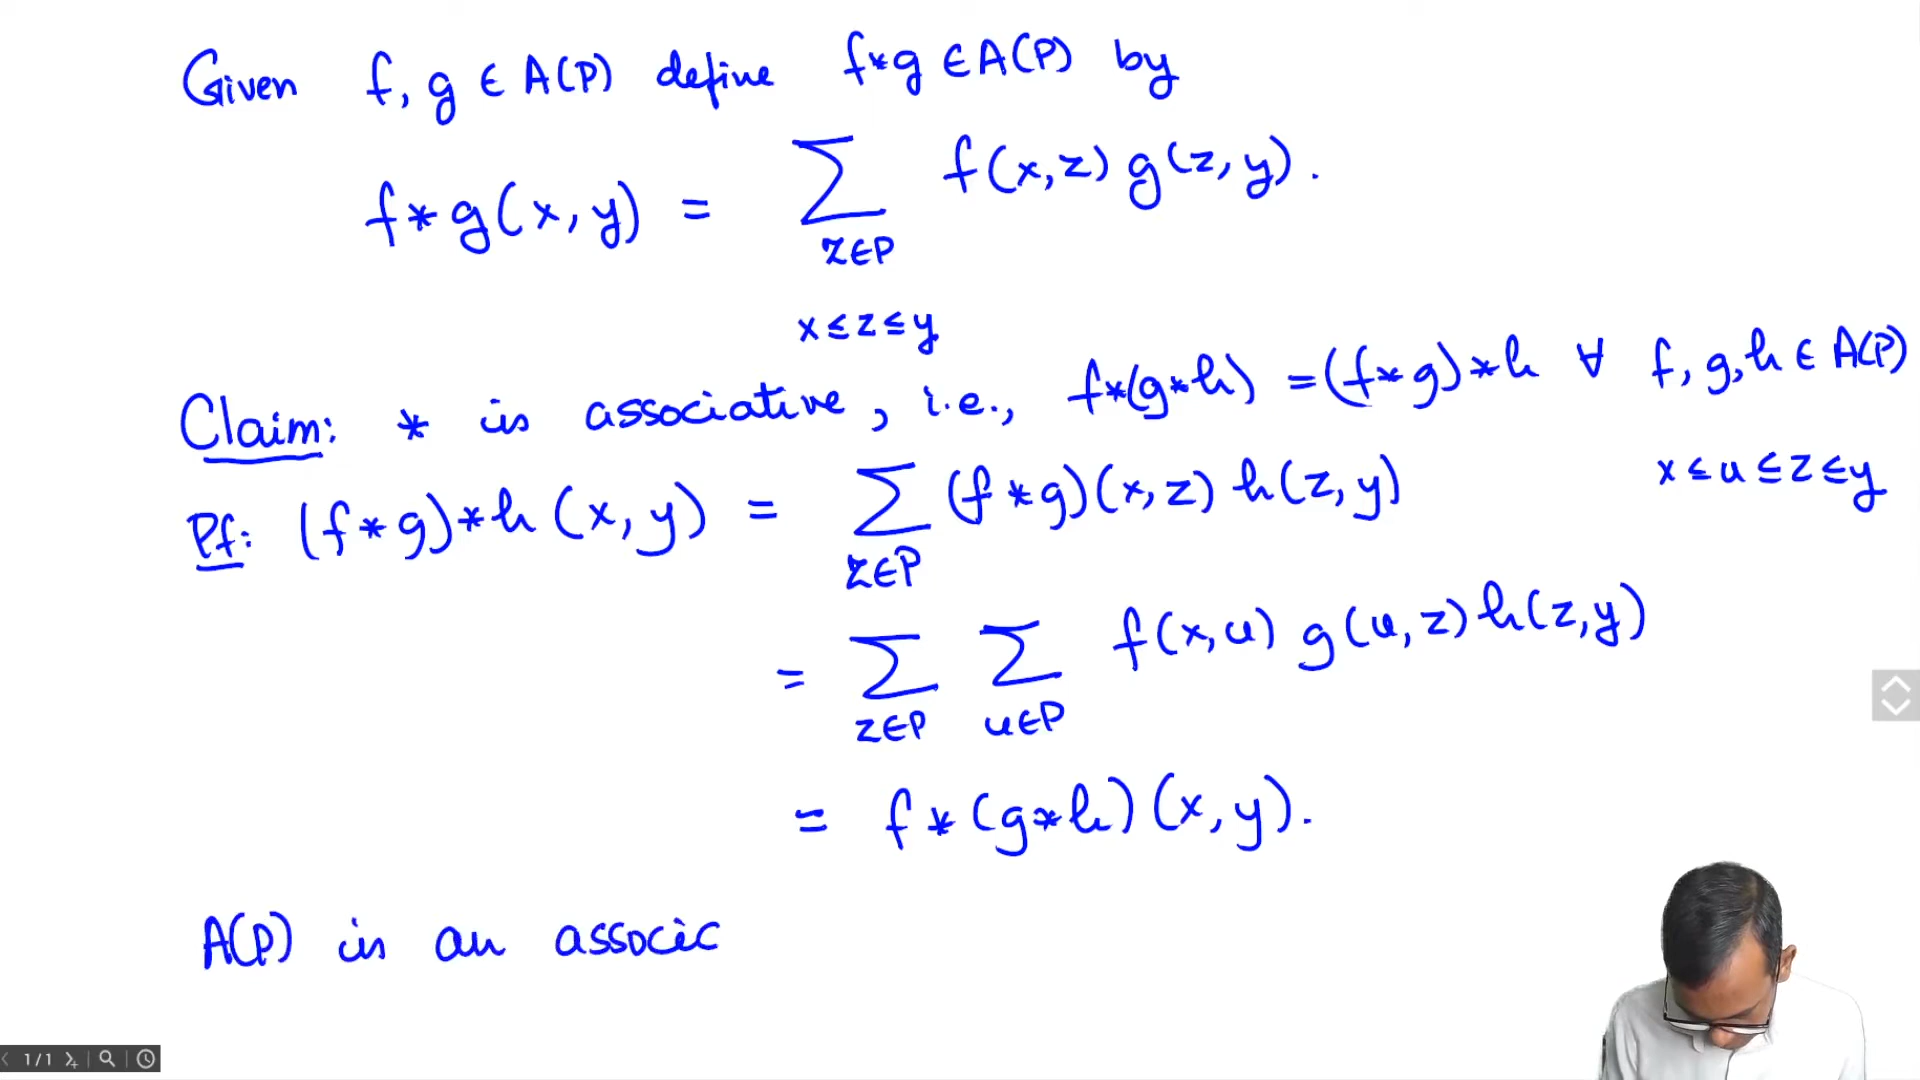 Given f, g ∈ A(P) define f*g ∈ A(P) by
f*g(x,y) = ∑ f(x,z) g(z,y).
z∈P
x≤z≤y
Claim: * is associative, i.e., f*(g*h) = (f*g)*h ∀ f, g, h ∈ A(P)
x≤u≤z≤y
Pf: (f*g)*h (x,y) = ∑ (f*g)(x,z) h(z,y)
z∈P
= ∑ ∑ f(x,u) g(u,z) h(z,y)
z∈P u∈P
= f*(g*h)(x,y).
A(P) is an associc
1/1